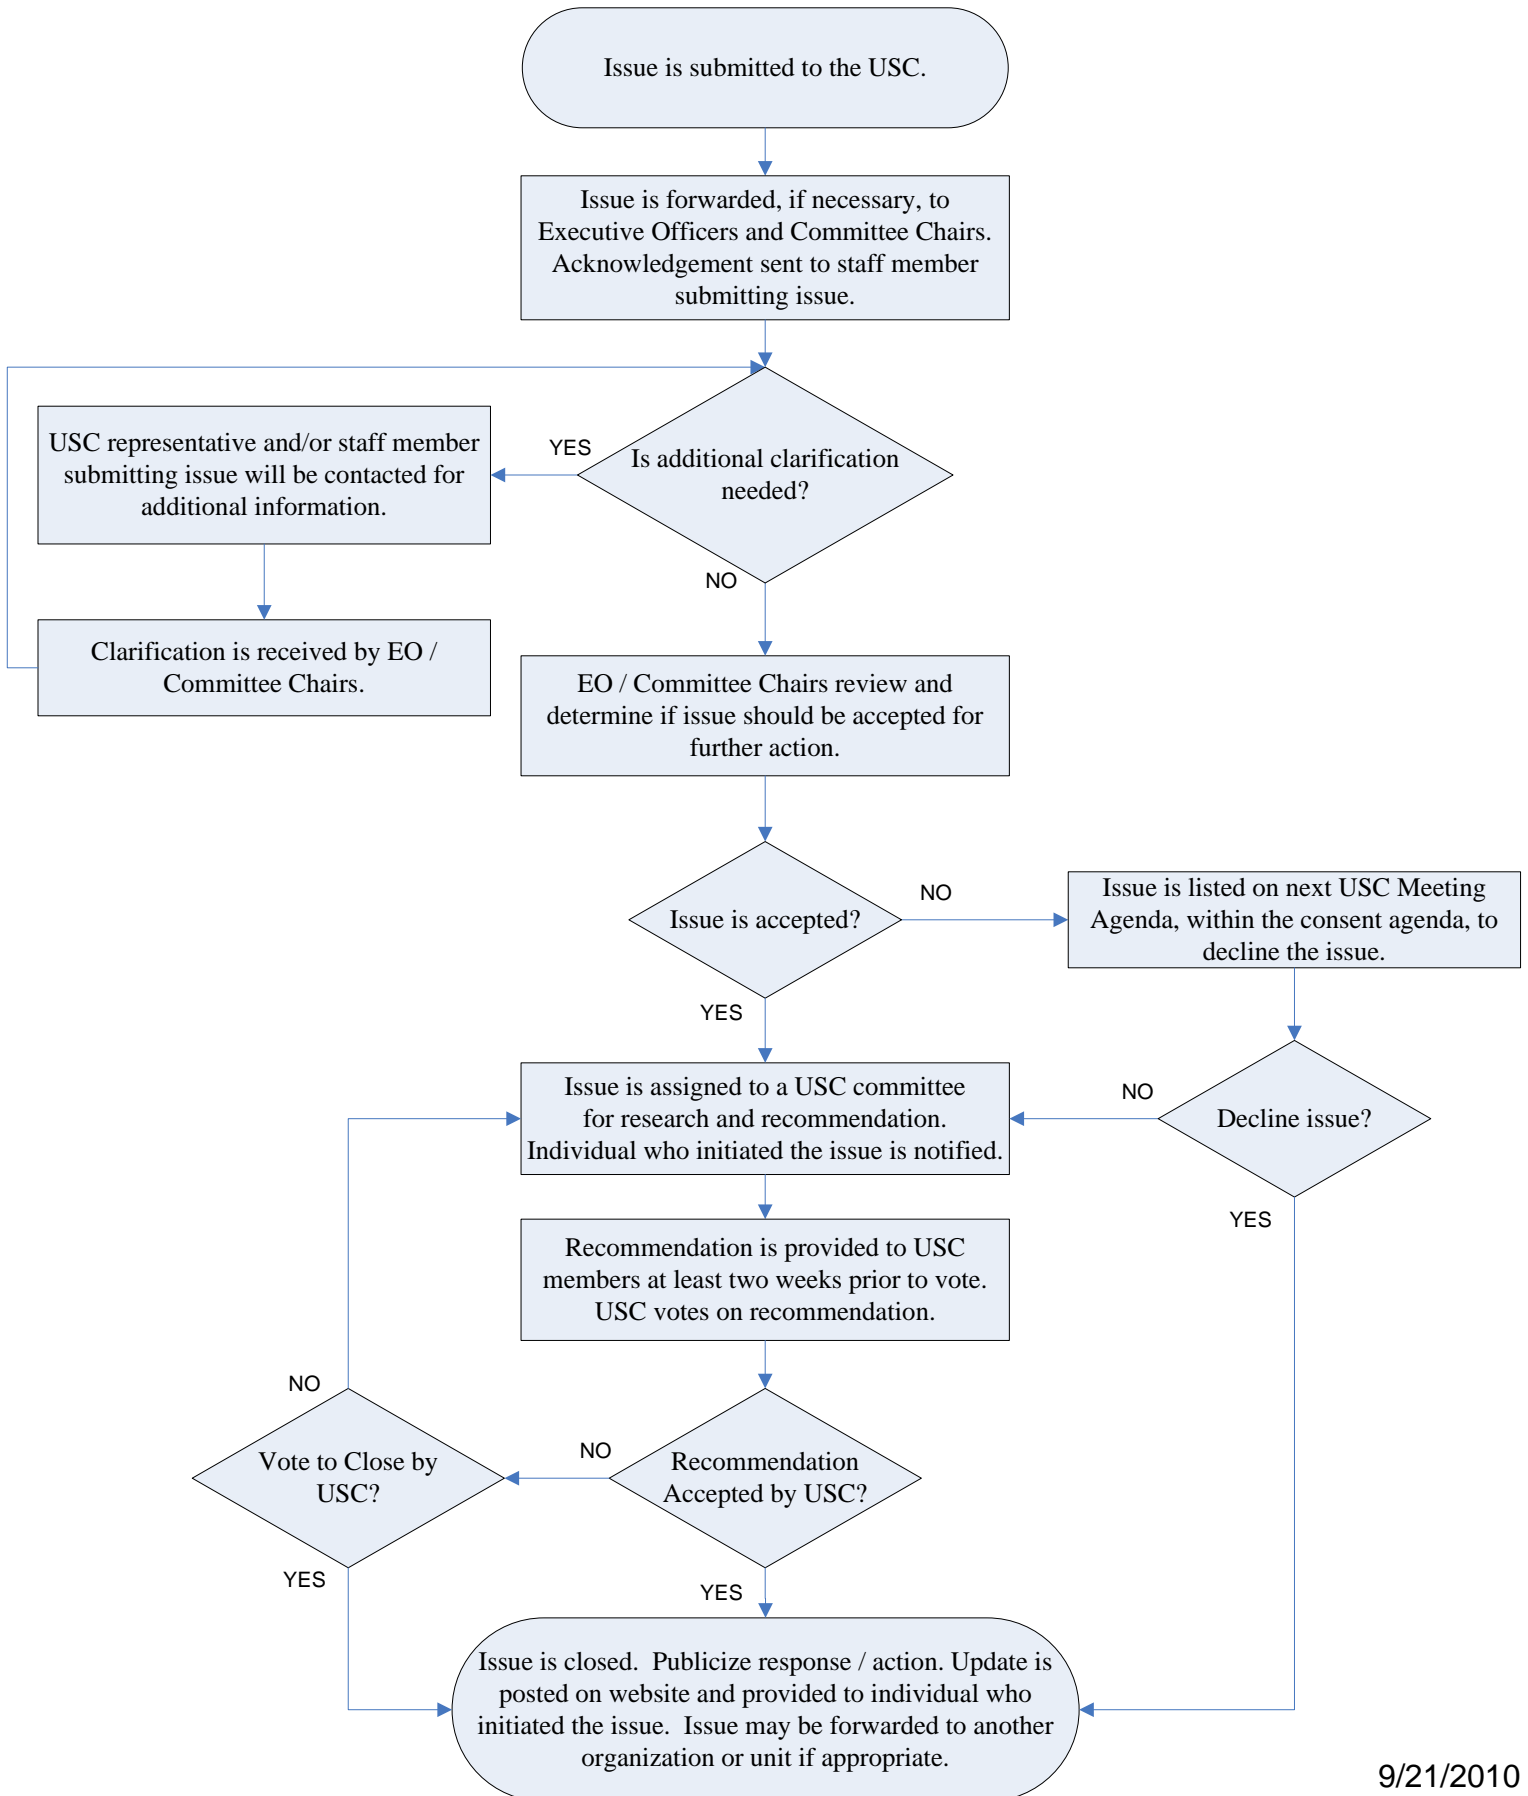 Issue is submitted to the USC.
Issue is forwarded, if necessary, to
Executive Officers and Committee Chairs.
Acknowledgement sent to staff member
submitting issue.
USC representative and/or staff member
submitting issue will be contacted for
additional information.
YES
Is additional clarification
needed?
NO
Clarification is received by EO /
Committee Chairs.
EO / Committee Chairs review and
determine if issue should be accepted for
further action.
Issue is accepted?
NO
Issue is listed on next USC Meeting
Agenda, within the consent agenda, to
decline the issue.
YES
Issue is assigned to a USC committee
for research and recommendation.
Individual who initiated the issue is notified.
NO
Decline issue?
YES
Recommendation is provided to USC
members at least two weeks prior to vote.
USC votes on recommendation.
NO
Vote to Close by
USC?
NO
Recommendation
Accepted by USC?
YES
YES
Issue is closed.  Publicize response / action. Update is
posted on website and provided to individual who
initiated the issue.  Issue may be forwarded to another
organization or unit if appropriate.
9/21/2010